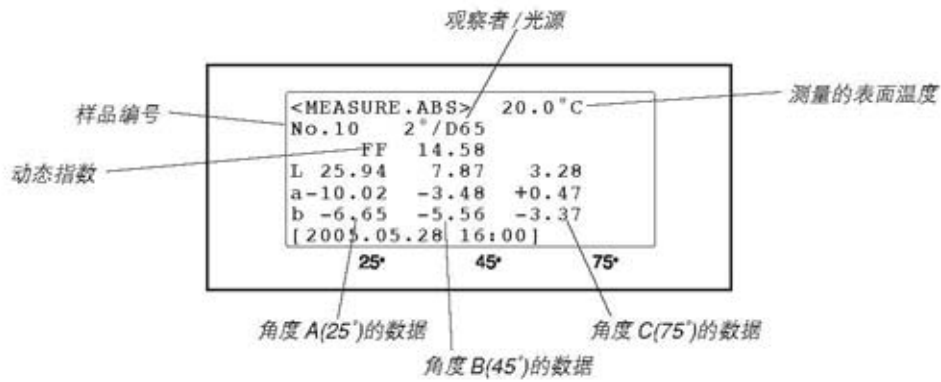 观察者/光源
样品编号
测量的表面温度
<MEASURE.ABS> 20.0°C
No.10 2°/D65
动态指数
FF 14.58
L 25.94 7.87 3.28
a-10.02 -3.48 +0.47
b -6.65 -5.56 -3.37
[2005.05.28 16:00]
25° 45° 75°
角度 A(25°)的数据
角度 C(75°)的数据
角度 B(45°)的数据